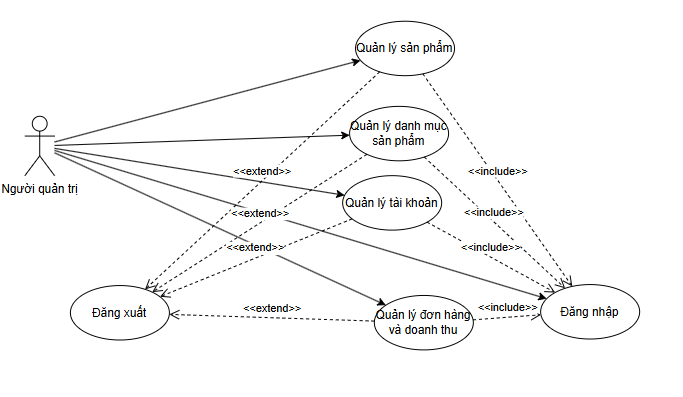 Quản lý sản phẩm
Quản lý danh mục
sản phẩm
<<extend>>
<<include>>
Người quản trị
Quản lý tải khoản
<<extend>>
<<include>>
<<extend>>
<<include>>
Đăng xuất
<<extend>>
Quản lý đơn hàng
và doanh thu
<<include>>
Đăng nhập